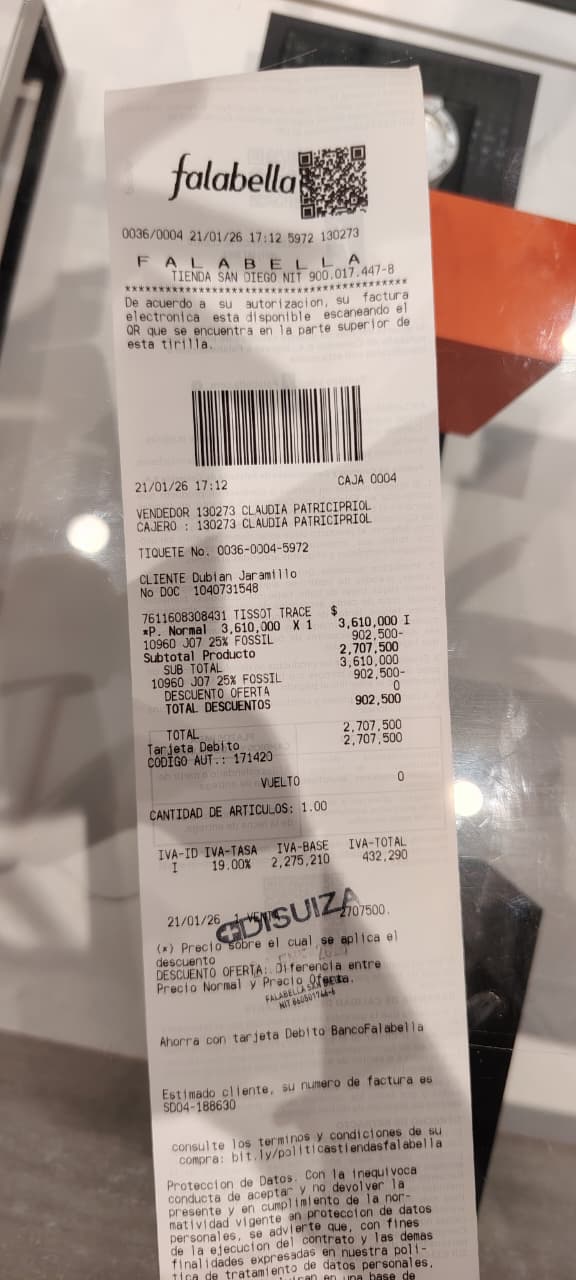 falabella
0036/0004 21/01/26 17:12 5972 130273
F A L A B E L L A
TIENDA SAN DIEGO NIT 900.017.447-8
******************************************
De acuerdo a su autorizacion, su factura
electronica esta disponible escaneando el
QR que se encuentra en la parte superior de
esta tirilla.
21/01/26 17:12 CAJA 0004
VENDEDOR 130273 CLAUDIA PATRICIPRIOL
CAJERO : 130273 CLAUDIA PATRICIPRIOL
TIQUETE No. 0036-0004-5972
CLIENTE Dubian Jaramillo
No DOC 1040731548
7611608308431 TISSOT TRACE $
*P. Normal 3,610,000 X 1 3,610,000 I
10960 J07 25% FOSSIL 902,500-
Subtotal Producto 2,707,500
SUB TOTAL 3,610,000
10960 J07 25% FOSSIL 902,500-
DESCUENTO OFERTA 0
TOTAL DESCUENTOS 902,500
TOTAL 2,707,500
Tarjeta Debito 2,707,500
CODIGO AUT.: 171420
VUELTO 0
CANTIDAD DE ARTICULOS: 1.00
IVA-ID IVA-TASA IVA-BASE IVA-TOTAL
I 19.00% 2,275,210 432,290
21/01/26 2707500.
DISUIZA
(*) Precio sobre el cual se aplica el
descuento
DESCUENTO OFERTA: Diferencia entre
Precio Normal y Precio Oferta.
FALABELLA SAN
NIT
Ahorra con tarjeta Debito BancoFalabella
Estimado cliente, su numero de factura es
SD04-188630
consulte los terminos y condiciones de su
compra: bit.ly/politicastiendasfalabella
Proteccion de Datos. Con la inequivoca
conducta de aceptar y no devolver la
presente y en cumplimiento de la nor-
matividad vigente en proteccion de datos
personales, se advierte que, con fines
de la ejecucion del contrato y las demas
finalidades expresadas en nuestra poli-
tica de tratamiento de datos personales,
en una base de